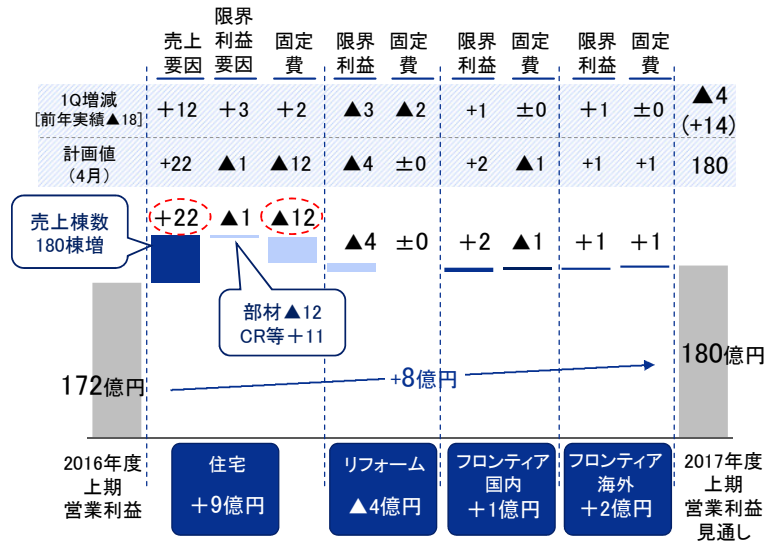 売上
要因
限界
利益
要因
固定
費
限界
利益
固定
費
限界
利益
固定
費
限界
利益
固定
費
1Q増減
[前年実績▲18]
+12
+3
+2
▲3
▲2
+1
±0
+1
±0
▲4
(+14)
計画値
(4月)
+22
▲1
▲12
▲4
±0
+2
▲1
+1
+1
180
売上棟数
180棟増
+22
▲1
▲12
▲4
±0
+2
▲1
+1
+1
部材▲12
CR等+11
172億円
+8億円
180億円
2016年度
上期
営業利益
住宅
+9億円
リフォーム
▲4億円
フロンティア
国内
+1億円
フロンティア
海外
+2億円
2017年度
上期
営業利益
見通し